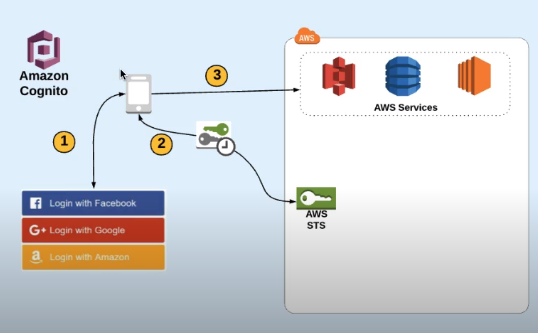 AWS
Amazon
Cognito
3
AWS Services
1
2
f Login with Facebook
G+ Login with Google
a Login with Amazon
AWS
STS